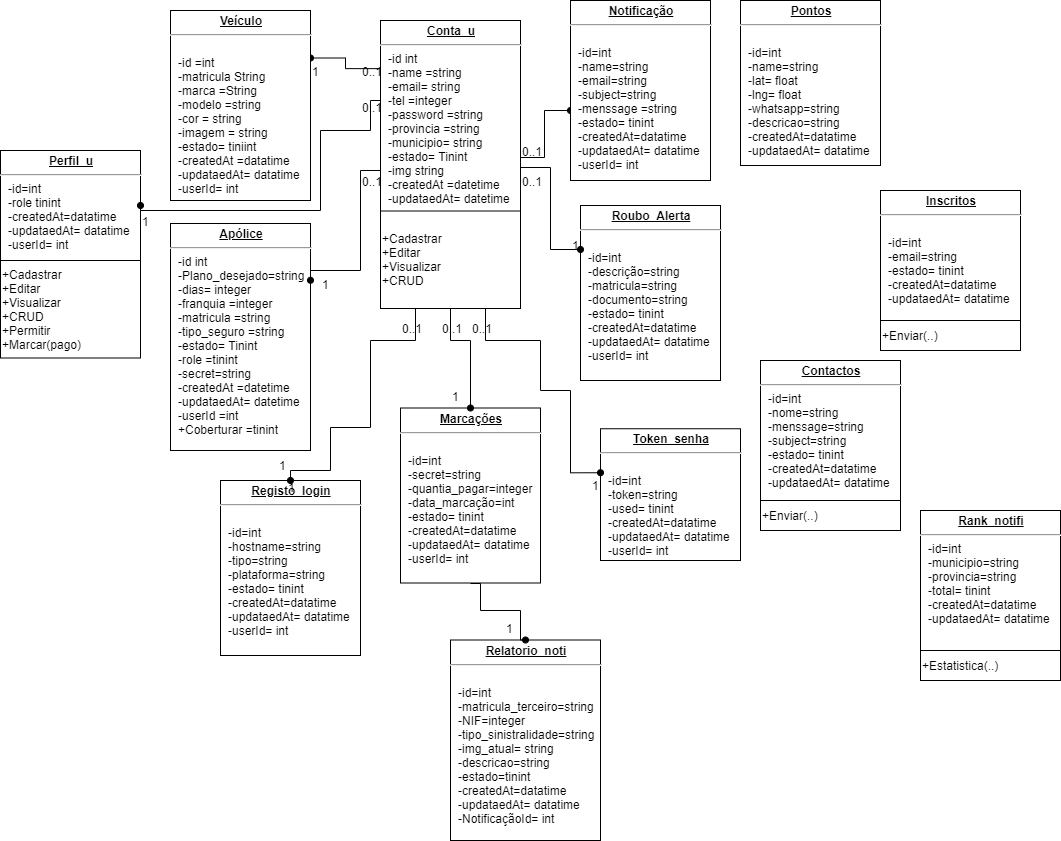 Veículo
-id =int
-matricula String
-marca =String
-modelo =string
-cor = string
-imagem = string
-estado= tiniint
-createdAt =datatime
-updataedAt= datatime
-userId= int
Conta_u
-id int
-name =string
-email= string
-tel =integer
-password =string
-provincia =string
-municipio= string
-estado= Tinint
-img string
-createdAt =datetime
-updataedAt= datetime
+Cadastrar
+Editar
+Visualizar
+CRUD
Notificação
-id=int
-name=string
-email=string
-subject=string
-menssage =string
-estado= tinint
-createdAt=datatime
-updataedAt= datatime
-userId= int
Pontos
-id=int
-name=string
-lat= float
-lng= float
-whatsapp=string
-descricao=string
-createdAt=datatime
-updataedAt= datatime
Perfil_u
-id=int
-role tinint
-createdAt=datatime
-updataedAt= datatime
-userId= int
+Cadastrar
+Editar
+Visualizar
+CRUD
+Permitir
+Marcar(pago)
Apólice
-id int
-Plano_desejado=string
-dias= integer
-franquia =integer
-matricula =string
-tipo_seguro =string
-estado= Tinint
-role =tinint
-secret=string
-createdAt =datetime
-updataedAt= datetime
-userId =int
+Coberturar =tinint
Roubo_Alerta
-id=int
-descrição=string
-matricula=string
-documento=string
-estado= tinint
-createdAt=datatime
-updataedAt= datatime
-userId= int
Inscritos
-id=int
-email=string
-estado= tinint
-createdAt=datatime
-updataedAt= datatime
+Enviar(..)
Contactos
-id=int
-nome=string
-menssage=string
-subject=string
-estado= tinint
-createdAt=datatime
-updataedAt= datatime
+Enviar(..)
Marcações
-id=int
-secret=string
-quantia_pagar=integer
-data_marcação=int
-estado= tinint
-createdAt=datatime
-updataedAt= datatime
-userId= int
Token_senha
-id=int
-token=string
-used= tinint
-createdAt=datatime
-updataedAt= datatime
-userId= int
Registo_login
-id=int
-hostname=string
-tipo=string
-plataforma=string
-estado= tinint
-createdAt=datatime
-updataedAt= datatime
-userId= int
Rank_notifi
-id=int
-municipio=string
-provincia=string
-total= tinint
-createdAt=datatime
-updataedAt= datatime
+Estatistica(..)
Relatorio_noti
-id=int
-matricula_terceiro=string
-NIF=integer
-tipo_sinistralidade=string
-img_atual= string
-descricao=string
-estado=tinint
-createdAt=datatime
-updataedAt= datatime
-NotificaçãoId= int
1
0..1
0..1
1
0..1
1
0..1
0..1
1
0..1
0..1
0..1
1
1
1
1
1